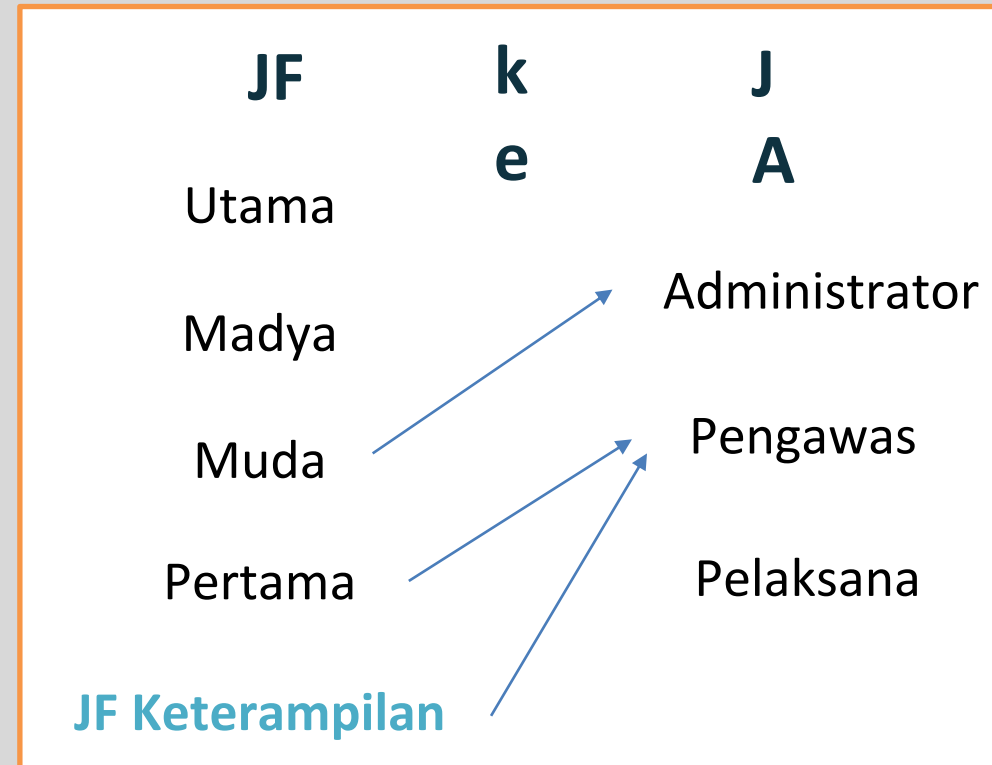 JF
k
e
J
A
Utama
Madya
Muda
Pertama
JF Keterampilan
Administrator
Pengawas
Pelaksana